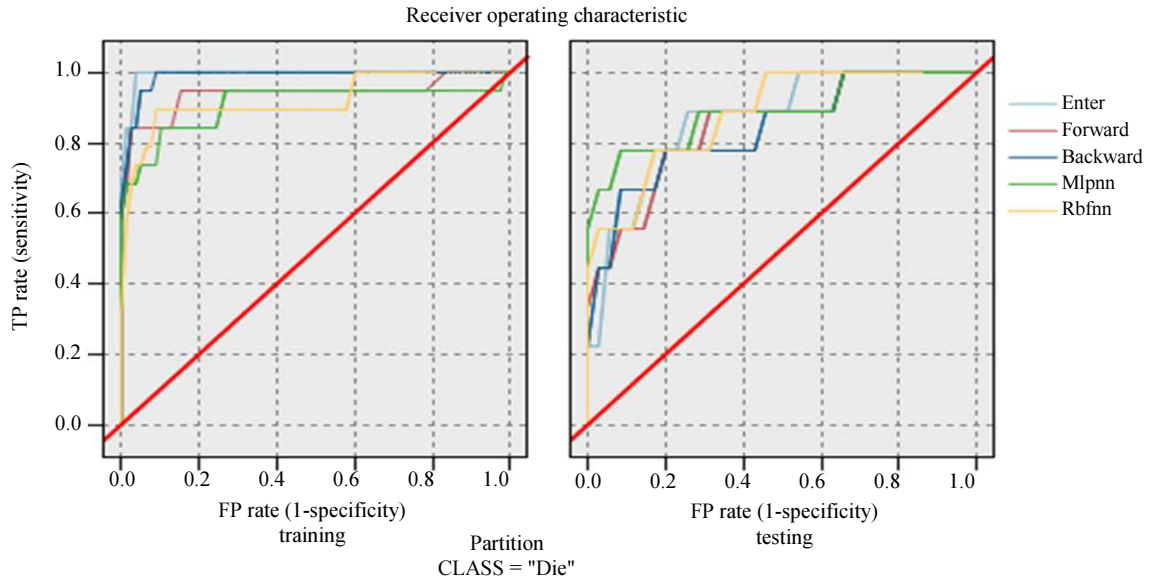 Receiver operating characteristic
TP rate (sensitivity)
1.0
0.8
0.6
0.4
0.2
0.0
0.0 0.2 0.4 0.6 0.8 1.0
FP rate (1-specificity)
training
0.0 0.2 0.4 0.6 0.8 1.0
FP rate (1-specificity)
testing
Enter
Forward
Backward
Mlpnn
Rbfnn
Partition
CLASS = "Die"